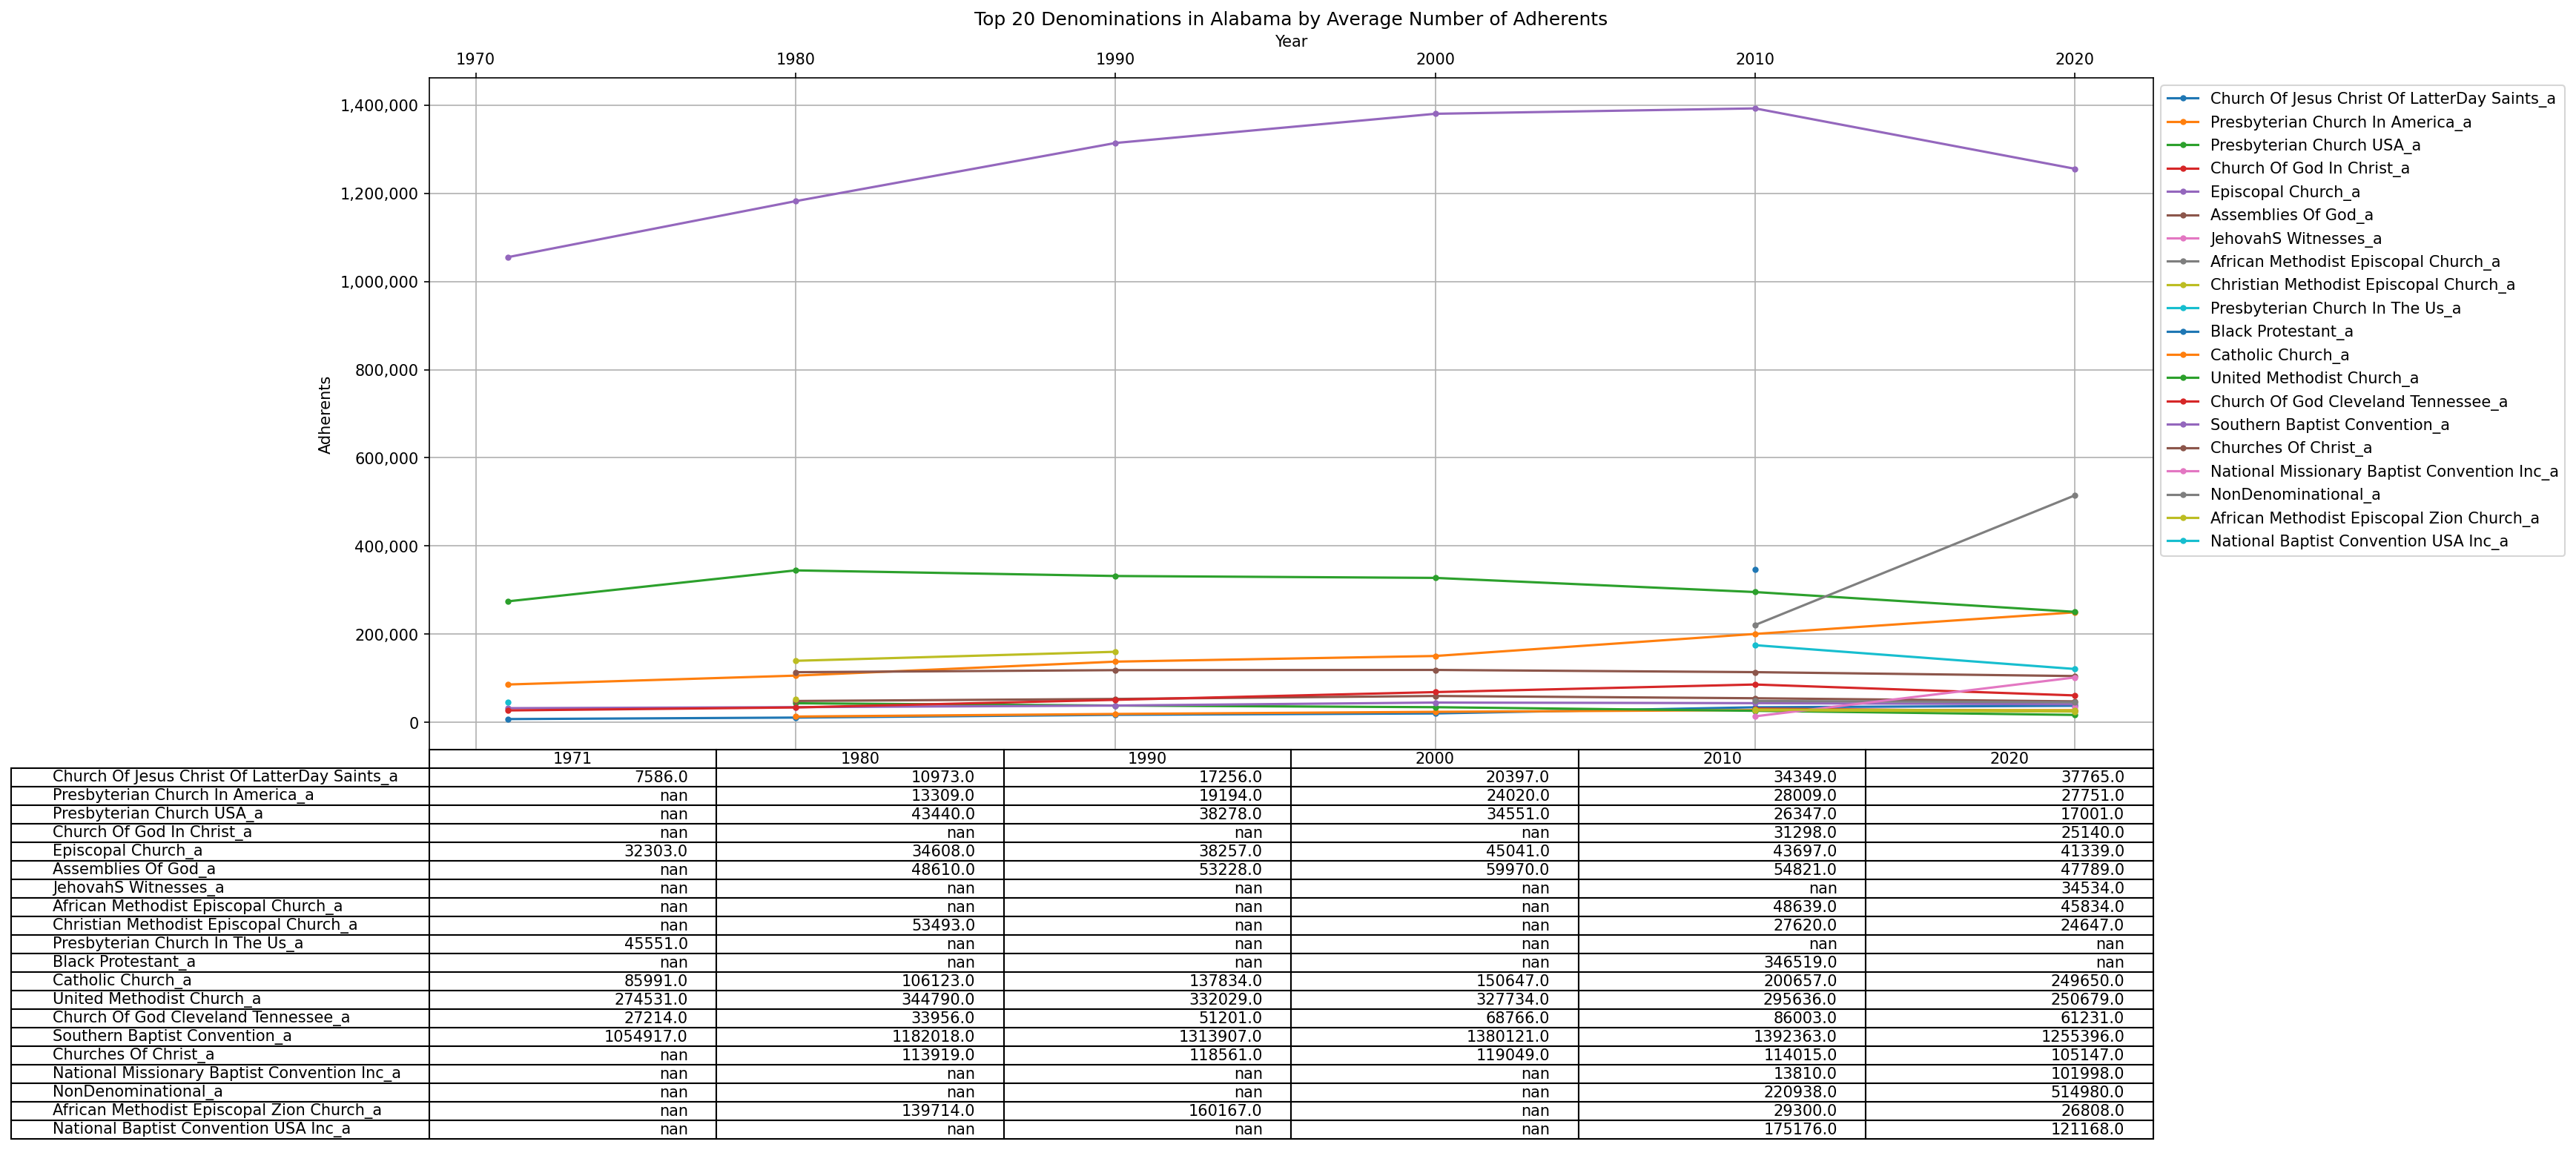 Top 20 Denominations in Alabama by Average Number of Adherents
Year
1970 1980 1990 2000 2010 2020
1,400,000
1,200,000
1,000,000
800,000
600,000
400,000
200,000
0
Adherents
Church Of Jesus Christ Of LatterDay Saints_a
Presbyterian Church In America_a
Presbyterian Church USA_a
Church Of God In Christ_a
Episcopal Church_a
Assemblies Of God_a
JehovahS Witnesses_a
African Methodist Episcopal Church_a
Christian Methodist Episcopal Church_a
Presbyterian Church In The Us_a
Black Protestant_a
Catholic Church_a
United Methodist Church_a
Church Of God Cleveland Tennessee_a
Southern Baptist Convention_a
Churches Of Christ_a
National Missionary Baptist Convention Inc_a
NonDenominational_a
African Methodist Episcopal Zion Church_a
National Baptist Convention USA Inc_a
1971 1980 1990 2000 2010 2020
Church Of Jesus Christ Of LatterDay Saints_a 7586.0 10973.0 17256.0 20397.0 34349.0 37765.0
Presbyterian Church In America_a nan 13309.0 19194.0 24020.0 28009.0 27751.0
Presbyterian Church USA_a nan 43440.0 38278.0 34551.0 26347.0 17001.0
Church Of God In Christ_a nan nan nan nan 31298.0 25140.0
Episcopal Church_a 32303.0 34608.0 38257.0 45041.0 43697.0 41339.0
Assemblies Of God_a nan 48610.0 53228.0 59970.0 54821.0 47789.0
JehovahS Witnesses_a nan nan nan nan nan 34534.0
African Methodist Episcopal Church_a nan nan nan nan 48639.0 45834.0
Christian Methodist Episcopal Church_a nan 53493.0 nan nan 27620.0 24647.0
Presbyterian Church In The Us_a 45551.0 nan nan nan nan nan
Black Protestant_a nan nan nan nan 346519.0 nan
Catholic Church_a 85991.0 106123.0 137834.0 150647.0 200657.0 249650.0
United Methodist Church_a 274531.0 344790.0 332029.0 327734.0 295636.0 250679.0
Church Of God Cleveland Tennessee_a 27214.0 33956.0 51201.0 68766.0 86003.0 61231.0
Southern Baptist Convention_a 1054917.0 1182018.0 1313907.0 1380121.0 1392363.0 1255396.0
Churches Of Christ_a nan 113919.0 118561.0 119049.0 114015.0 105147.0
National Missionary Baptist Convention Inc_a nan nan nan nan 13810.0 101998.0
NonDenominational_a nan nan nan nan 220938.0 514980.0
African Methodist Episcopal Zion Church_a nan 139714.0 160167.0 nan 29300.0 26808.0
National Baptist Convention USA Inc_a nan nan nan nan 175176.0 121168.0